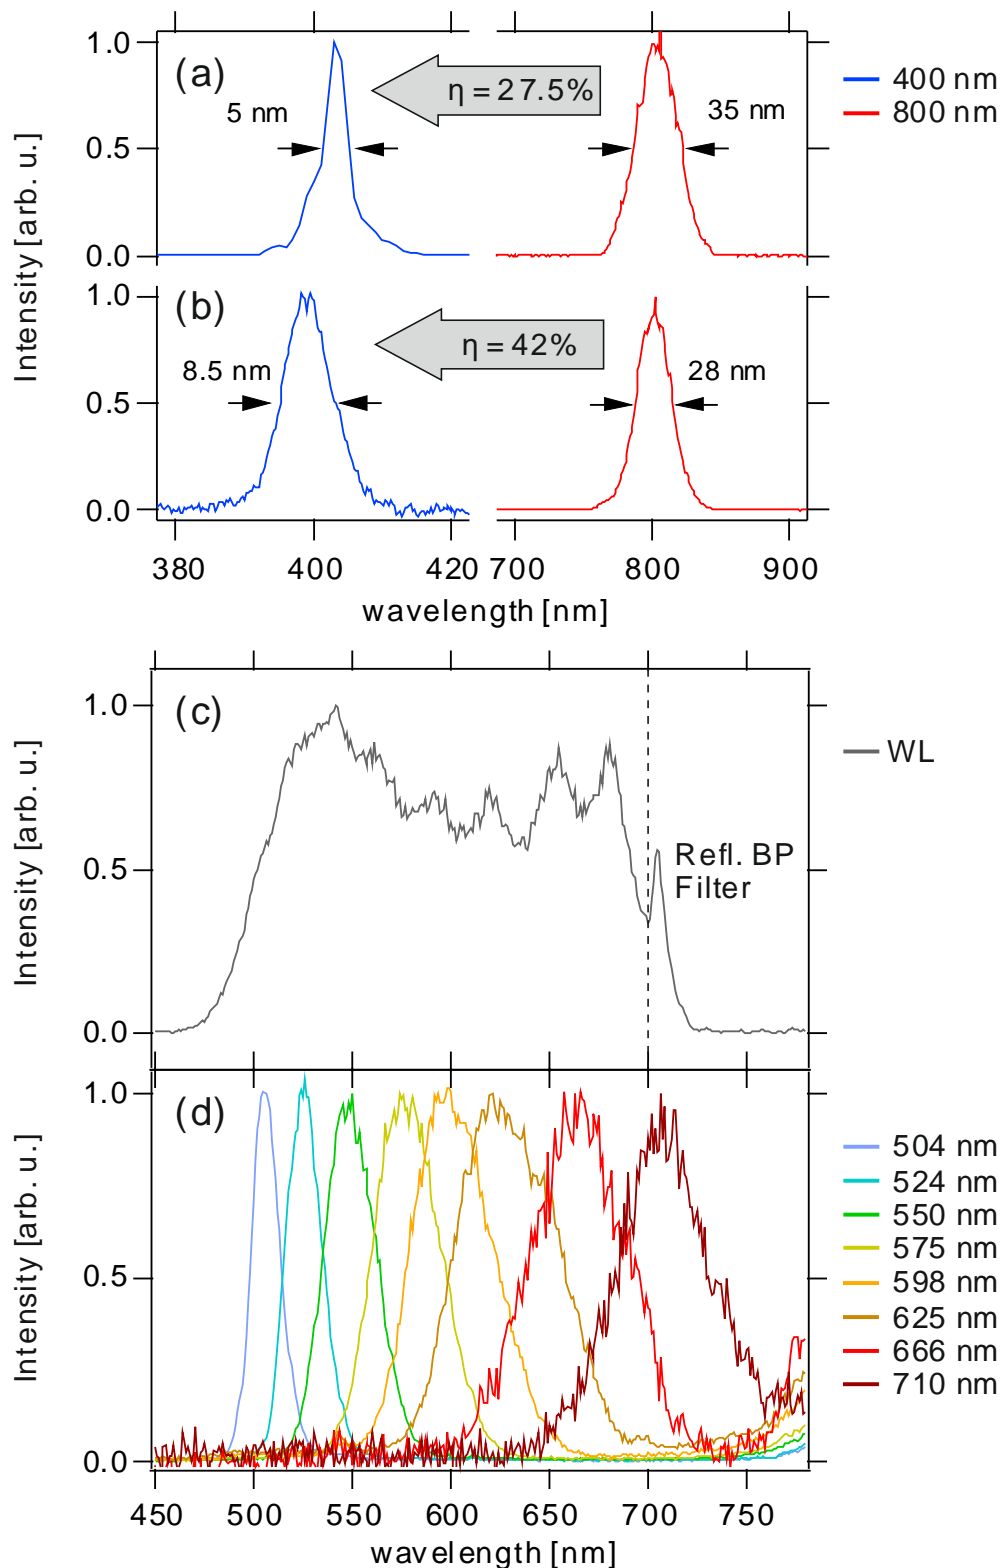 (a)
η = 27.5%
5 nm
35 nm
400 nm
800 nm
1.0
0.5
0.0
Intensity [arb. u.]
(b)
η = 42%
8.5 nm
28 nm
1.0
0.5
0.0
380 400 420 700 800 900
wavelength [nm]
(c)
WL
Refl. BP
Filter
1.0
0.5
0.0
Intensity [arb. u.]
(d)
504 nm
524 nm
550 nm
575 nm
598 nm
625 nm
666 nm
710 nm
1.0
0.5
0.0
Intensity [arb. u.]
450 500 550 600 650 700 750
wavelength [nm]